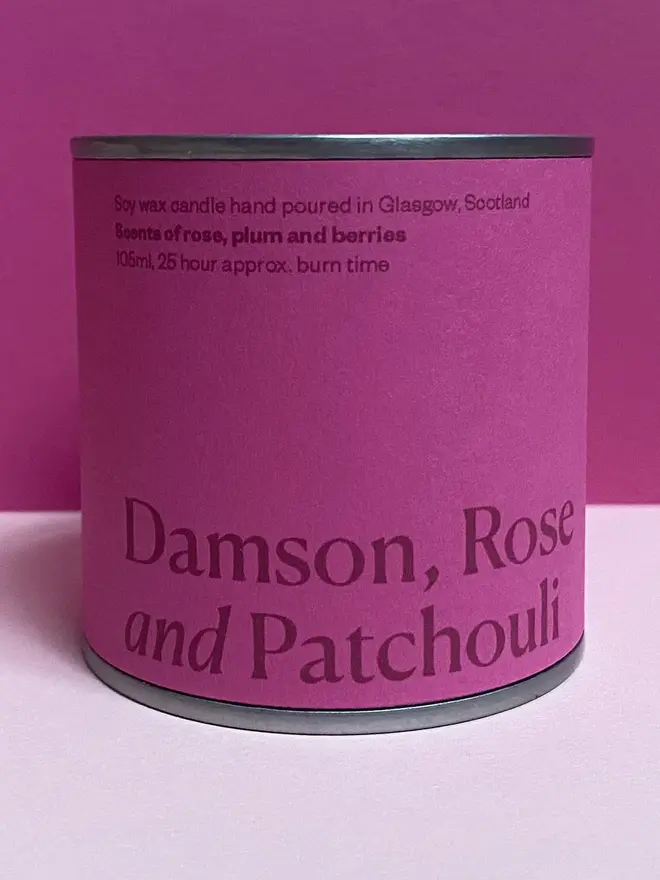 Soy wax candle hand poured in Glasgow, Scotland
Scents of rose, plum and berries
105ml, 25 hour approx. burn time
Damson, Rose
and Patchouli